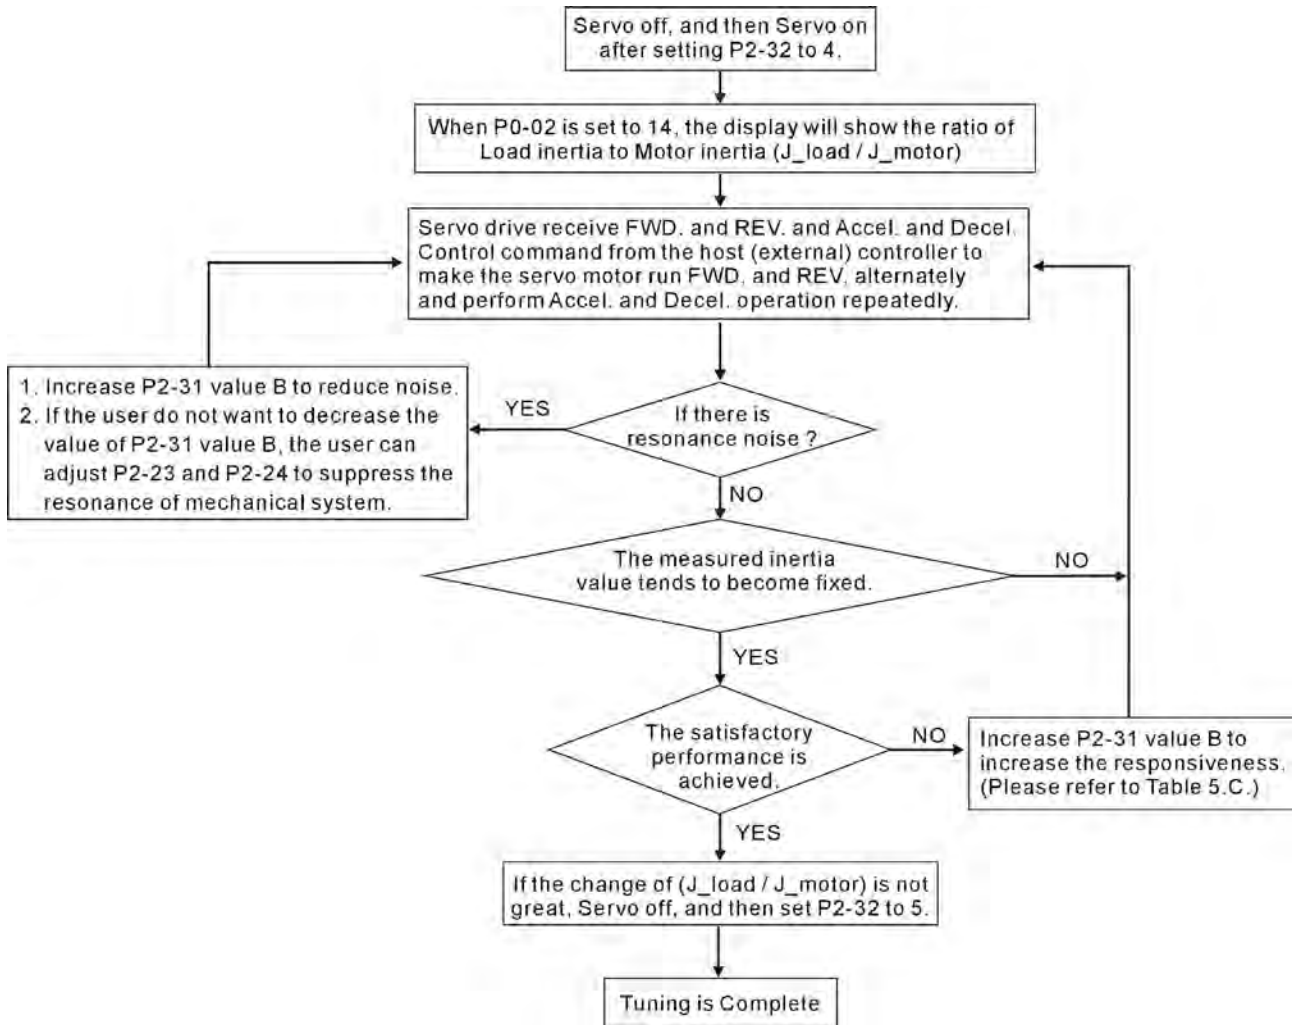 Servo off, and then Servo on
after setting P2-32 to 4.
When P0-02 is set to 14, the display will show the ratio of
Load inertia to Motor inertia (J_load / J_motor)
Servo drive receive FWD. and REV. and Accel. and Decel.
Control command from the host (external) controller to
make the servo motor run FWD. and REV. alternately
and perform Accel. and Decel. operation repeatedly.
1. Increase P2-31 value B to reduce noise.
2. If the user do not want to decrease the
value of P2-31 value B, the user can
adjust P2-23 and P2-24 to suppress the
resonance of mechanical system.
YES
If there is
resonance noise ?
NO
The measured inertia
value tends to become fixed.
NO
YES
The satisfactory
performance is
achieved.
NO
Increase P2-31 value B to
increase the responsiveness.
(Please refer to Table 5.C.)
YES
If the change of (J_load / J_motor) is not
great, Servo off, and then set P2-32 to 5.
Tuning is Complete